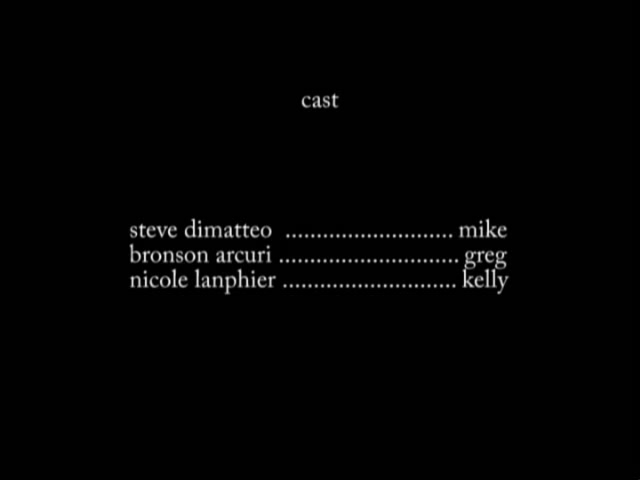 cast
steve dimatteo ........................... mike
bronson arcuri ............................. greg
nicole lanphier ............................ kelly